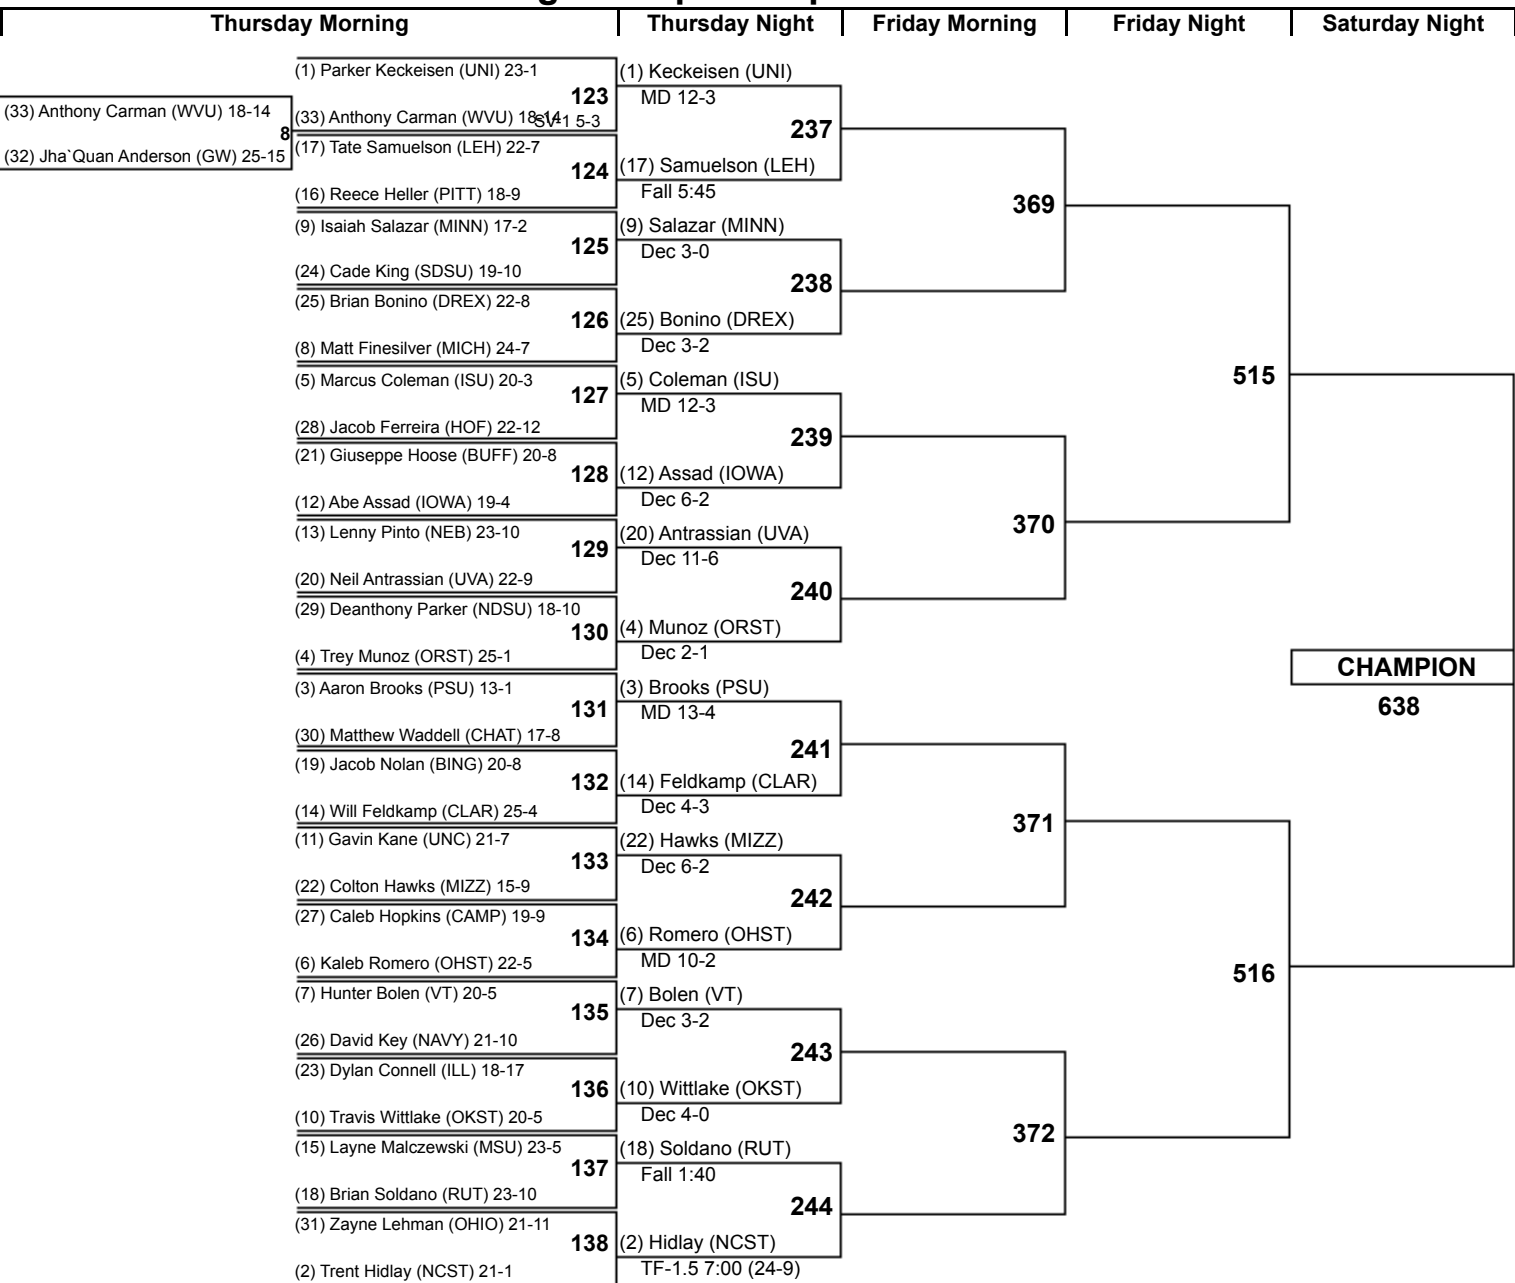 Thursday Morning
Thursday Night
Friday Morning
Friday Night
Saturday Night
(33) Anthony Carman (WVU) 18-14
8
(32) Jha`Quan Anderson (GW) 25-15
(1) Parker Keckeisen (UNI) 23-1
123
(33) Anthony Carman (WVU) 18-14
SV-1 5-3
(17) Tate Samuelson (LEH) 22-7
124
(16) Reece Heller (PITT) 18-9
(9) Isaiah Salazar (MINN) 17-2
125
(24) Cade King (SDSU) 19-10
(25) Brian Bonino (DREX) 22-8
126
(8) Matt Finesilver (MICH) 24-7
(5) Marcus Coleman (ISU) 20-3
127
(28) Jacob Ferreira (HOF) 22-12
(21) Giuseppe Hoose (BUFF) 20-8
128
(12) Abe Assad (IOWA) 19-4
(13) Lenny Pinto (NEB) 23-10
129
(20) Neil Antrassian (UVA) 22-9
(29) Deanthony Parker (NDSU) 18-10
130
(4) Trey Munoz (ORST) 25-1
(3) Aaron Brooks (PSU) 13-1
131
(30) Matthew Waddell (CHAT) 17-8
(19) Jacob Nolan (BING) 20-8
132
(14) Will Feldkamp (CLAR) 25-4
(11) Gavin Kane (UNC) 21-7
133
(22) Colton Hawks (MIZZ) 15-9
(27) Caleb Hopkins (CAMP) 19-9
134
(6) Kaleb Romero (OHST) 22-5
(7) Hunter Bolen (VT) 20-5
135
(26) David Key (NAVY) 21-10
(23) Dylan Connell (ILL) 18-17
136
(10) Travis Wittlake (OKST) 20-5
(15) Layne Malczewski (MSU) 23-5
137
(18) Brian Soldano (RUT) 23-10
(31) Zayne Lehman (OHIO) 21-11
138
(2) Trent Hidlay (NCST) 21-1
(1) Keckeisen (UNI)
MD 12-3
237
(17) Samuelson (LEH)
Fall 5:45
(9) Salazar (MINN)
Dec 3-0
238
(25) Bonino (DREX)
Dec 3-2
(5) Coleman (ISU)
MD 12-3
239
(12) Assad (IOWA)
Dec 6-2
(20) Antrassian (UVA)
Dec 11-6
240
(4) Munoz (ORST)
Dec 2-1
(3) Brooks (PSU)
MD 13-4
241
(14) Feldkamp (CLAR)
Dec 4-3
(22) Hawks (MIZZ)
Dec 6-2
242
(6) Romero (OHST)
MD 10-2
(7) Bolen (VT)
Dec 3-2
243
(10) Wittlake (OKST)
Dec 4-0
(18) Soldano (RUT)
Fall 1:40
244
(2) Hidlay (NCST)
TF-1.5 7:00 (24-9)
369
370
371
372
515
516
CHAMPION
638